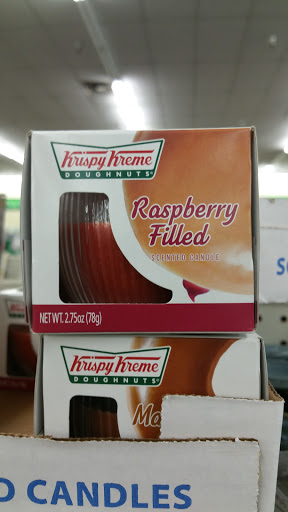 Krispy Kreme
DOUGHNUTS®
Raspberry
Filled
SCENTED CANDLE
NET WT. 2.75oz (78g)
Krispy Kreme
DOUGHNUTS®
D CANDLES